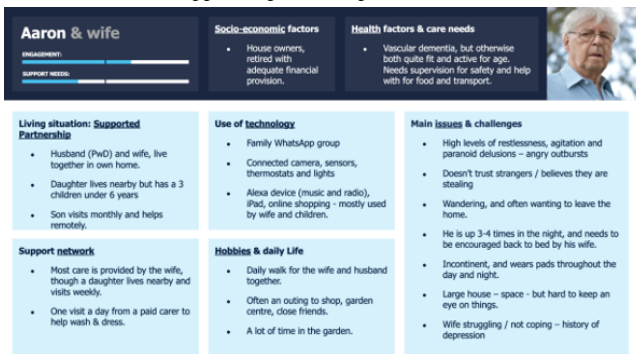 Aaron & wife
ENGAGEMENT:
SUPPORT NEEDS:
Socio-economic factors
• House owners,
retired with
adequate financial
provision.
Health factors & care needs
• Vascular dementia, but otherwise
both quite fit and active for age.
Needs supervision for safety and help
with for food and transport.
Living situation: Supported
Partnership
• Husband (PwD) and wife, live
together in own home.
• Daughter lives nearby but has a 3
children under 6 years
• Son visits monthly and helps
remotely.
Support network
• Most care is provided by the wife,
though a daughter lives nearby and
visits weekly.
• One visit a day from a paid carer to
help wash & dress.
Use of technology
• Family WhatsApp group
• Connected camera, sensors,
thermostats and lights
• Alexa device (music and radio),
iPad, online shopping - mostly used
by wife and children.
Hobbies & daily Life
• Daily walk for the wife and husband
together.
• Often an outing to shop, garden
centre, close friends.
• A lot of time in the garden.
Main issues & challenges
• High levels of restlessness, agitation and
paranoid delusions – angry outbursts
• Doesn't trust strangers / believes they are
stealing
• Wandering, and often wanting to leave the
home.
• He is up 3-4 times in the night, and needs to
be encouraged back to bed by his wife.
• Incontinent, and wears pads throughout the
day and night.
• Large house – space - but hard to keep an
eye on things.
• Wife struggling / not coping – history of
depression